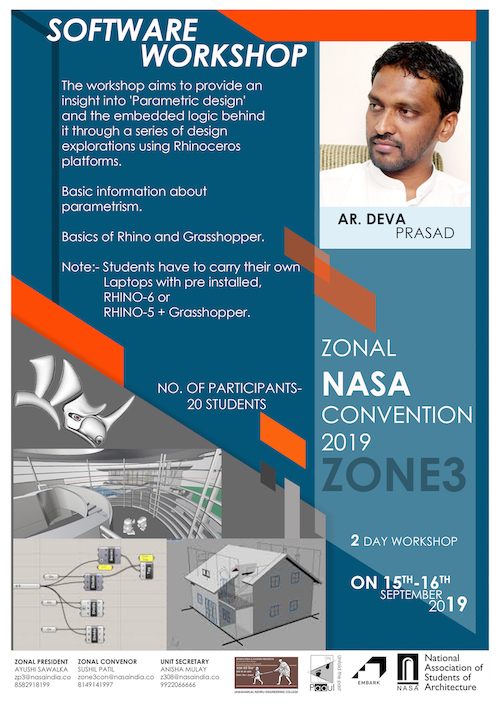 SOFTWARE
WORKSHOP
The workshop aims to provide an
insight into 'Parametric design'
and the embedded logic behind
it through a series of design
explorations using Rhinoceros
platforms.
Basic information about
parametrism.
Basics of Rhino and Grasshopper.
Note:- Students have to carry their own
Laptops with pre installed,
RHINO-6 or
RHINO-5 + Grasshopper.
NO. OF PARTICIPANTS-
20 STUDENTS
AR. DEVA
PRASAD
ZONAL
NASA
CONVENTION
2019
ZONE3
2 DAY WORKSHOP
ON 15TH-16TH
SEPTEMBER
2019
ZONAL PRESIDENT
AYUSHI SAWALKA
zp3@nasaindia.co
8582918199
ZONAL CONVENOR
SUSHIL PATIL
zone3con@nasaindia.co
8149141997
UNIT SECRETARY
ANISHA MULAY
z308@nasaindia.co
9922066666
EMBARK
NASA
National
Association of
Students of
Architecture